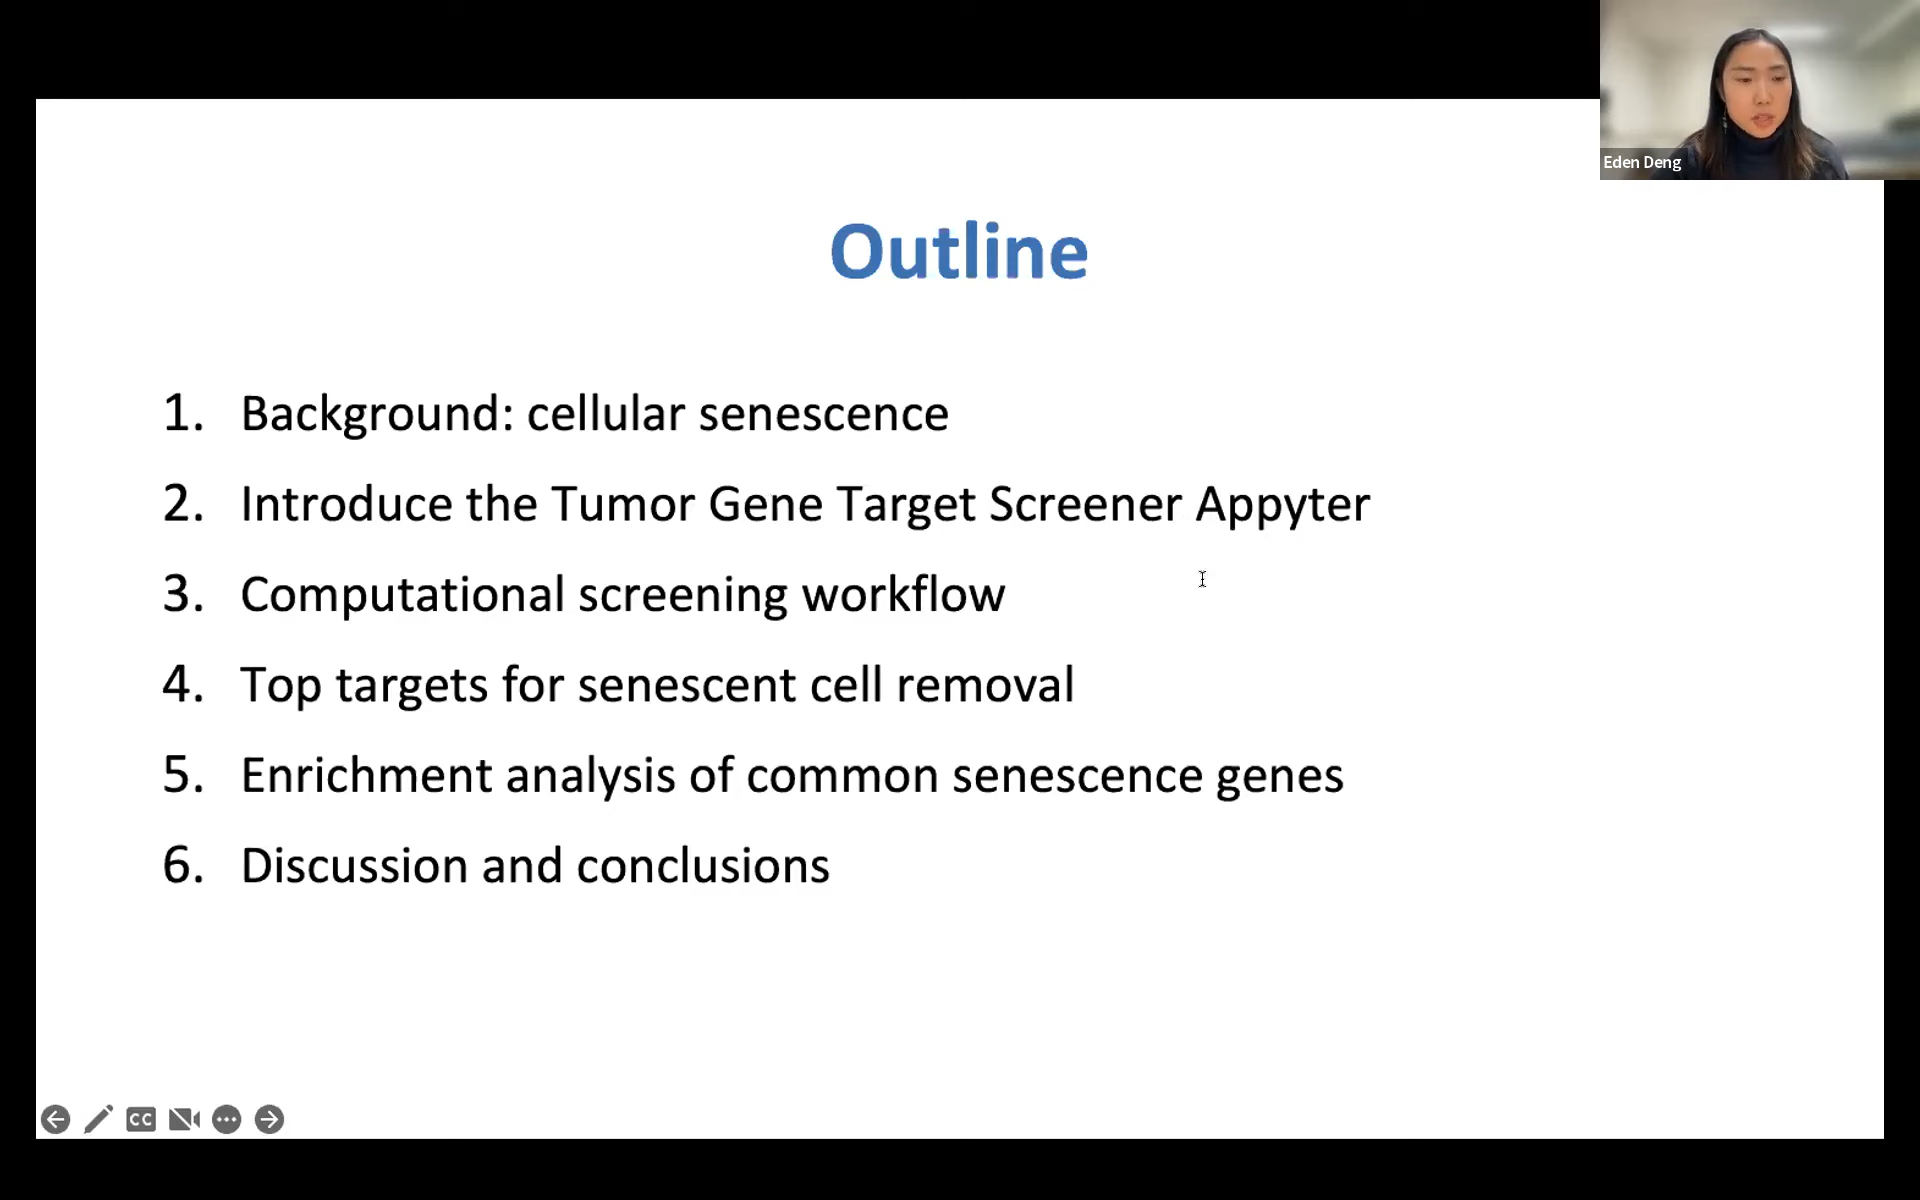 Eden Deng
Outline
1. Background: cellular senescence
2. Introduce the Tumor Gene Target Screener Appyter
3. Computational screening workflow
4. Top targets for senescent cell removal
5. Enrichment analysis of common senescence genes
6. Discussion and conclusions
CC